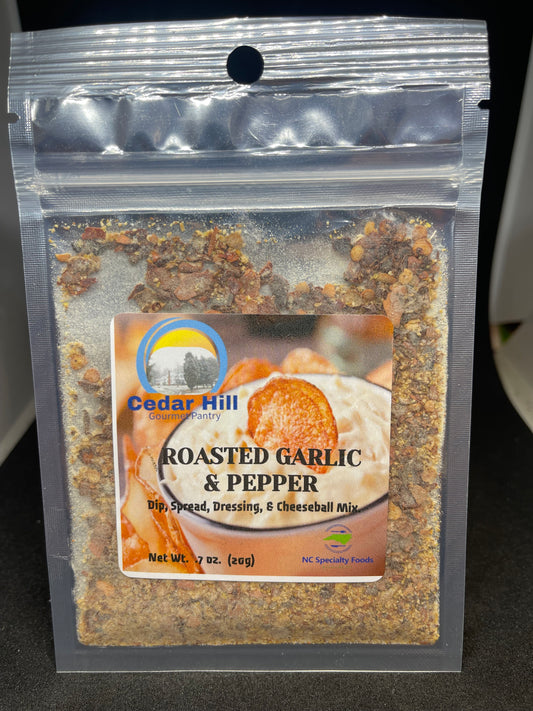 Cedar Hill
Gourmet Pantry
ROASTED GARLIC
& PEPPER
Dip, Spread, Dressing, & Cheeseball Mix
Net Wt. .7 oz. (20g)
NC Specialty Foods